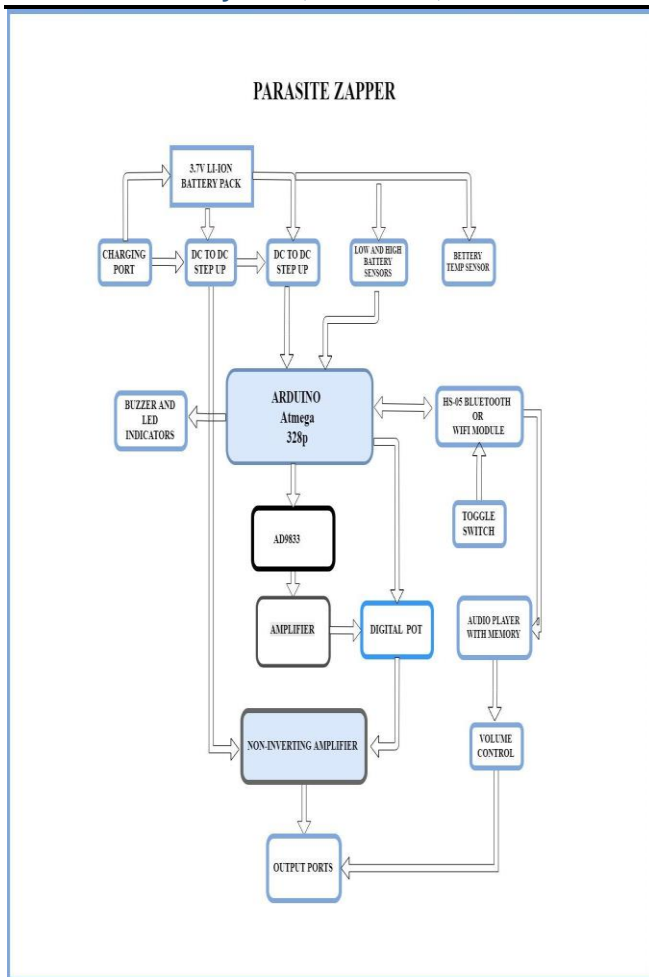 PARASITE ZAPPER
3.7V LI-ION
BATTERY PACK
CHARGING
PORT
DC TO DC
STEP UP
DC TO DC
STEP UP
LOW AND HIGH
BATTERY
SENSORS
BETTERY
TEMP SENSOR
BUZZER AND
LED
INDICATORS
ARDUINO
Atmega
328p
HS-05 BLUETOOTH
OR
WIFI MODULE
TOGGLE
SWITCH
AD9833
AMPLIFIER
DIGITAL POT
AUDIO PLAYER
WITH MEMORY
NON-INVERTING AMPLIFIER
VOLUME
CONTROL
OUTPUT PORTS